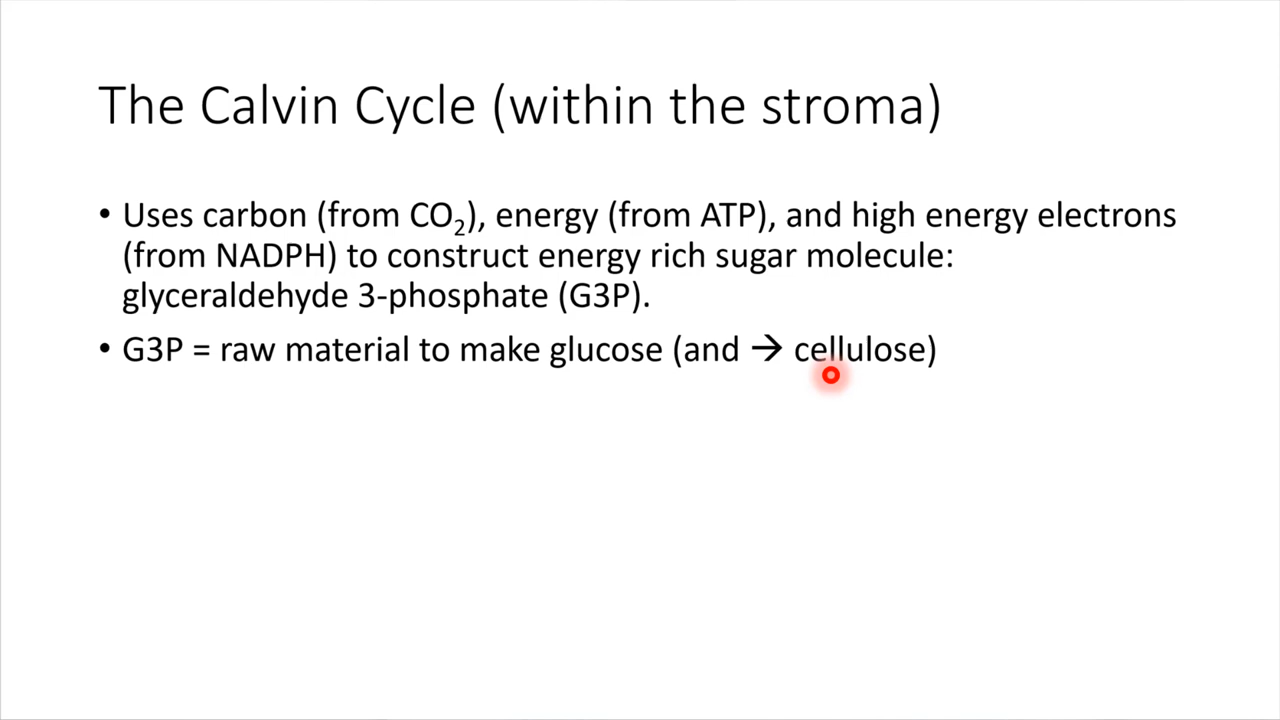 The Calvin Cycle (within the stroma)
• Uses carbon (from CO₂), energy (from ATP), and high energy electrons
(from NADPH) to construct energy rich sugar molecule:
glyceraldehyde 3-phosphate (G3P).
• G3P = raw material to make glucose (and → cellulose)